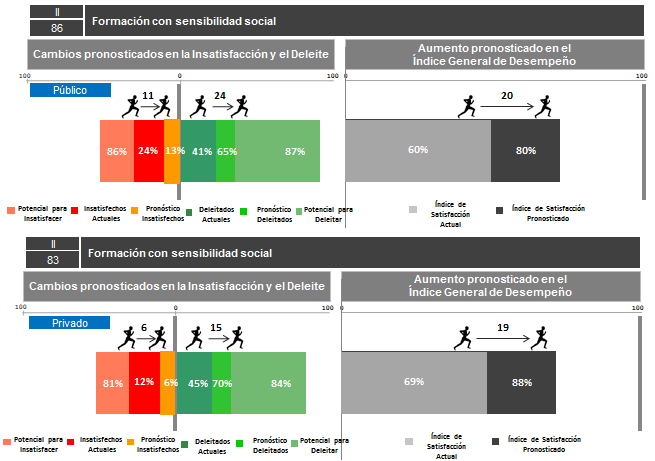 II
86
Formación con sensibilidad social
Cambios pronosticados en la Insatisfacción y el Deleite
Aumento pronosticado en el
Índice General de Desempeño
100 0 100 100
Público
11 24 20
86% 24% 13% 41% 65% 87% 60% 80%
Potencial para
Insatisfacer
Insatisfechos
Actuales
Pronóstico
Insatisfechos
Deleitados
Actuales
Pronóstico
Deleitados
Potencial para
Deleitar
Índice de
Satisfacción
Actual
Índice de Satisfacción
Pronosticado
II
83
Formación con sensibilidad social
Cambios pronosticados en la Insatisfacción y el Deleite
Aumento pronosticado en el
Índice General de Desempeño
100 0 100 100
Privado
6 15 19
81% 12% 6% 45% 70% 84% 69% 88%
Potencial para
Insatisfacer
Insatisfechos
Actuales
Pronóstico
Insatisfechos
Deleitados
Actuales
Pronóstico
Deleitados
Potencial para
Deleitar
Índice de
Satisfacción
Actual
Índice de Satisfacción
Pronosticado